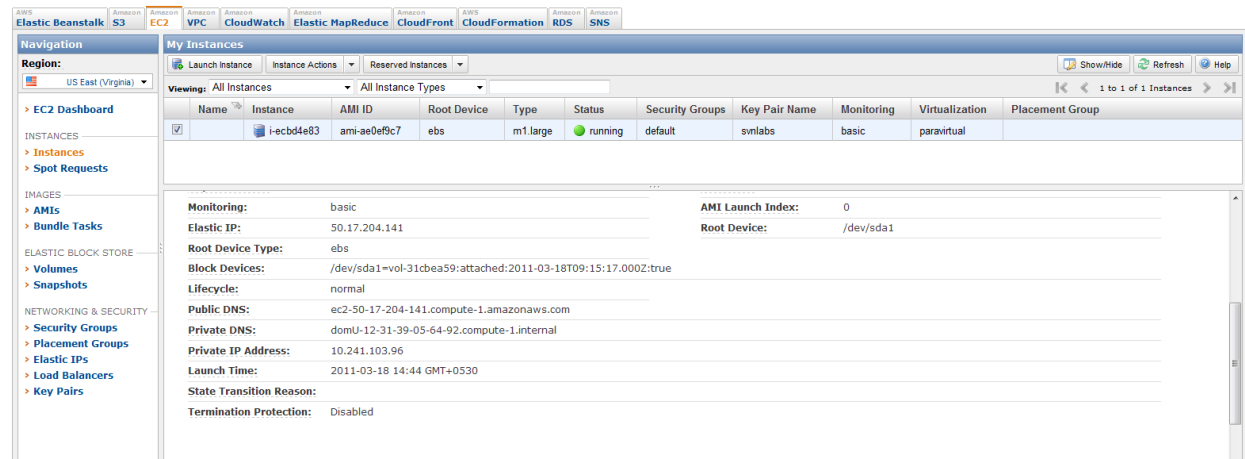 AWS Amazon Amazon Amazon Amazon Amazon Amazon AWS Amazon Amazon
Elastic Beanstalk S3 EC2 VPC CloudWatch Elastic MapReduce CloudFront CloudFormation RDS SNS
Navigation
Region:
US East (Virginia)
> EC2 Dashboard
INSTANCES
> Instances
> Spot Requests
IMAGES
> AMIs
> Bundle Tasks
ELASTIC BLOCK STORE
> Volumes
> Snapshots
NETWORKING & SECURITY
> Security Groups
> Placement Groups
> Elastic IPs
> Load Balancers
> Key Pairs
My Instances
Launch Instance Instance Actions Reserved Instances Show/Hide Refresh Help
Viewing: All Instances All Instance Types 1 to 1 of 1 Instances
Name Instance AMI ID Root Device Type Status Security Groups Key Pair Name Monitoring Virtualization Placement Group
i-ecbd4e83 ami-ae0ef9c7 ebs m1.large running default svnlabs basic paravirtual
Monitoring: basic AMI Launch Index: 0
Elastic IP: 50.17.204.141 Root Device: /dev/sda1
Root Device Type: ebs
Block Devices: /dev/sda1=vol-31cbea59:attached:2011-03-18T09:15:17.000Z:true
Lifecycle: normal
Public DNS: ec2-50-17-204-141.compute-1.amazonaws.com
Private DNS: domU-12-31-39-05-64-92.compute-1.internal
Private IP Address: 10.241.103.96
Launch Time: 2011-03-18 14:44 GMT+0530
State Transition Reason:
Termination Protection: Disabled